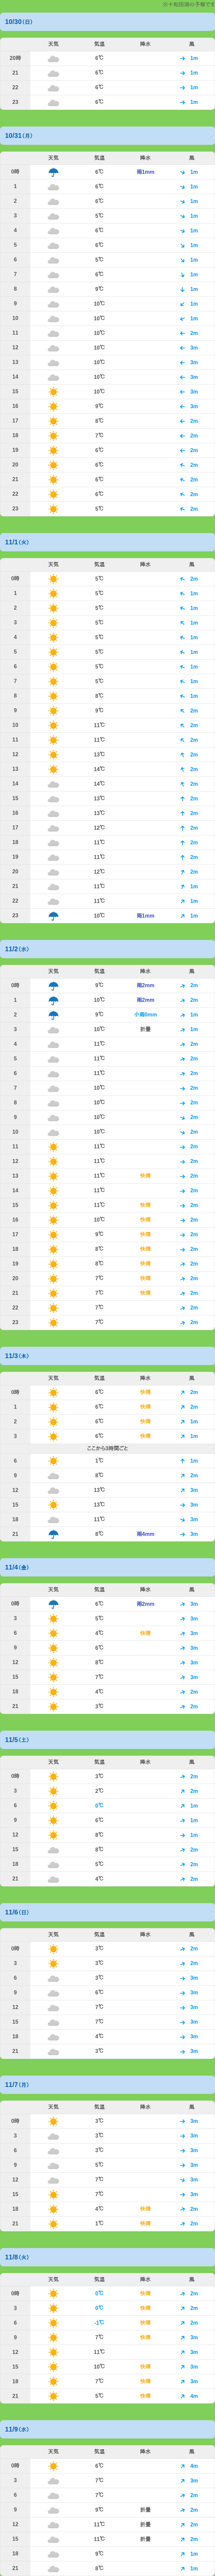 ※十和田湖の予報です
10/30(日)
天気 気温 降水 風
20時 6℃ 1m
21 6℃ 1m
22 6℃ 1m
23 6℃ 1m
10/31(月)
天気 気温 降水 風
0時 6℃ 雨1mm 1m
1 6℃ 1m
2 6℃ 1m
3 5℃ 1m
4 6℃ 1m
5 6℃ 1m
6 5℃ 1m
7 6℃ 1m
8 9℃ 1m
9 10℃ 1m
10 10℃ 1m
11 10℃ 2m
12 10℃ 3m
13 10℃ 3m
14 10℃ 3m
15 10℃ 3m
16 9℃ 3m
17 8℃ 2m
18 7℃ 2m
19 6℃ 2m
20 6℃ 2m
21 6℃ 2m
22 6℃ 2m
23 5℃ 2m
11/1(火)
天気 気温 降水 風
0時 5℃ 2m
1 5℃ 1m
2 5℃ 1m
3 5℃ 1m
4 5℃ 1m
5 5℃ 1m
6 5℃ 1m
7 5℃ 1m
8 8℃ 1m
9 9℃ 2m
10 11℃ 2m
11 11℃ 2m
12 13℃ 2m
13 14℃ 2m
14 14℃ 2m
15 13℃ 2m
16 13℃ 2m
17 12℃ 2m
18 11℃ 2m
19 11℃ 2m
20 12℃ 2m
21 11℃ 1m
22 11℃ 1m
23 10℃ 雨1mm 1m
11/2(水)
天気 気温 降水 風
0時 9℃ 雨2mm 2m
1 10℃ 雨2mm 2m
2 9℃ 小雨0mm 1m
3 10℃ 折曇 1m
4 11℃ 2m
5 11℃ 2m
6 11℃ 2m
7 10℃ 2m
8 10℃ 2m
9 10℃ 2m
10 10℃ 2m
11 11℃ 2m
12 11℃ 2m
13 11℃ 快晴 2m
14 11℃ 2m
15 11℃ 快晴 2m
16 10℃ 快晴 2m
17 9℃ 快晴 2m
18 8℃ 快晴 2m
19 8℃ 快晴 2m
20 7℃ 快晴 2m
21 7℃ 快晴 2m
22 7℃ 2m
23 7℃ 2m
11/3(木)
天気 気温 降水 風
0時 6℃ 快晴 2m
1 6℃ 快晴 2m
2 6℃ 快晴 1m
3 6℃ 快晴 1m
ここから3時間ごと
6 1℃ 1m
9 8℃ 2m
12 13℃ 3m
15 13℃ 3m
18 11℃ 3m
21 8℃ 雨4mm 3m
11/4(金)
天気 気温 降水 風
0時 6℃ 雨2mm 3m
3 5℃ 3m
6 4℃ 快晴 3m
9 6℃ 3m
12 8℃ 3m
15 7℃ 3m
18 4℃ 2m
21 3℃ 2m
11/5(土)
天気 気温 降水 風
0時 3℃ 2m
3 2℃ 2m
6 0℃ 1m
9 6℃ 1m
12 8℃ 1m
15 8℃ 2m
18 5℃ 2m
21 4℃ 2m
11/6(日)
天気 気温 降水 風
0時 3℃ 2m
3 3℃ 2m
6 3℃ 3m
9 6℃ 3m
12 7℃ 3m
15 7℃ 3m
18 4℃ 3m
21 3℃ 3m
11/7(月)
天気 気温 降水 風
0時 3℃ 3m
3 3℃ 3m
6 3℃ 3m
9 5℃ 3m
12 7℃ 3m
15 7℃ 3m
18 4℃ 快晴 2m
21 1℃ 快晴 2m
11/8(火)
天気 気温 降水 風
0時 0℃ 快晴 2m
3 0℃ 快晴 2m
6 -1℃ 快晴 2m
9 7℃ 快晴 3m
12 11℃ 3m
15 10℃ 快晴 3m
18 7℃ 快晴 3m
21 5℃ 快晴 4m
11/9(水)
天気 気温 降水 風
0時 6℃ 4m
3 7℃ 3m
6 7℃ 2m
9 9℃ 折曇 2m
12 11℃ 折曇 2m
15 11℃ 折曇 2m
18 9℃ 1m
21 8℃ 1m